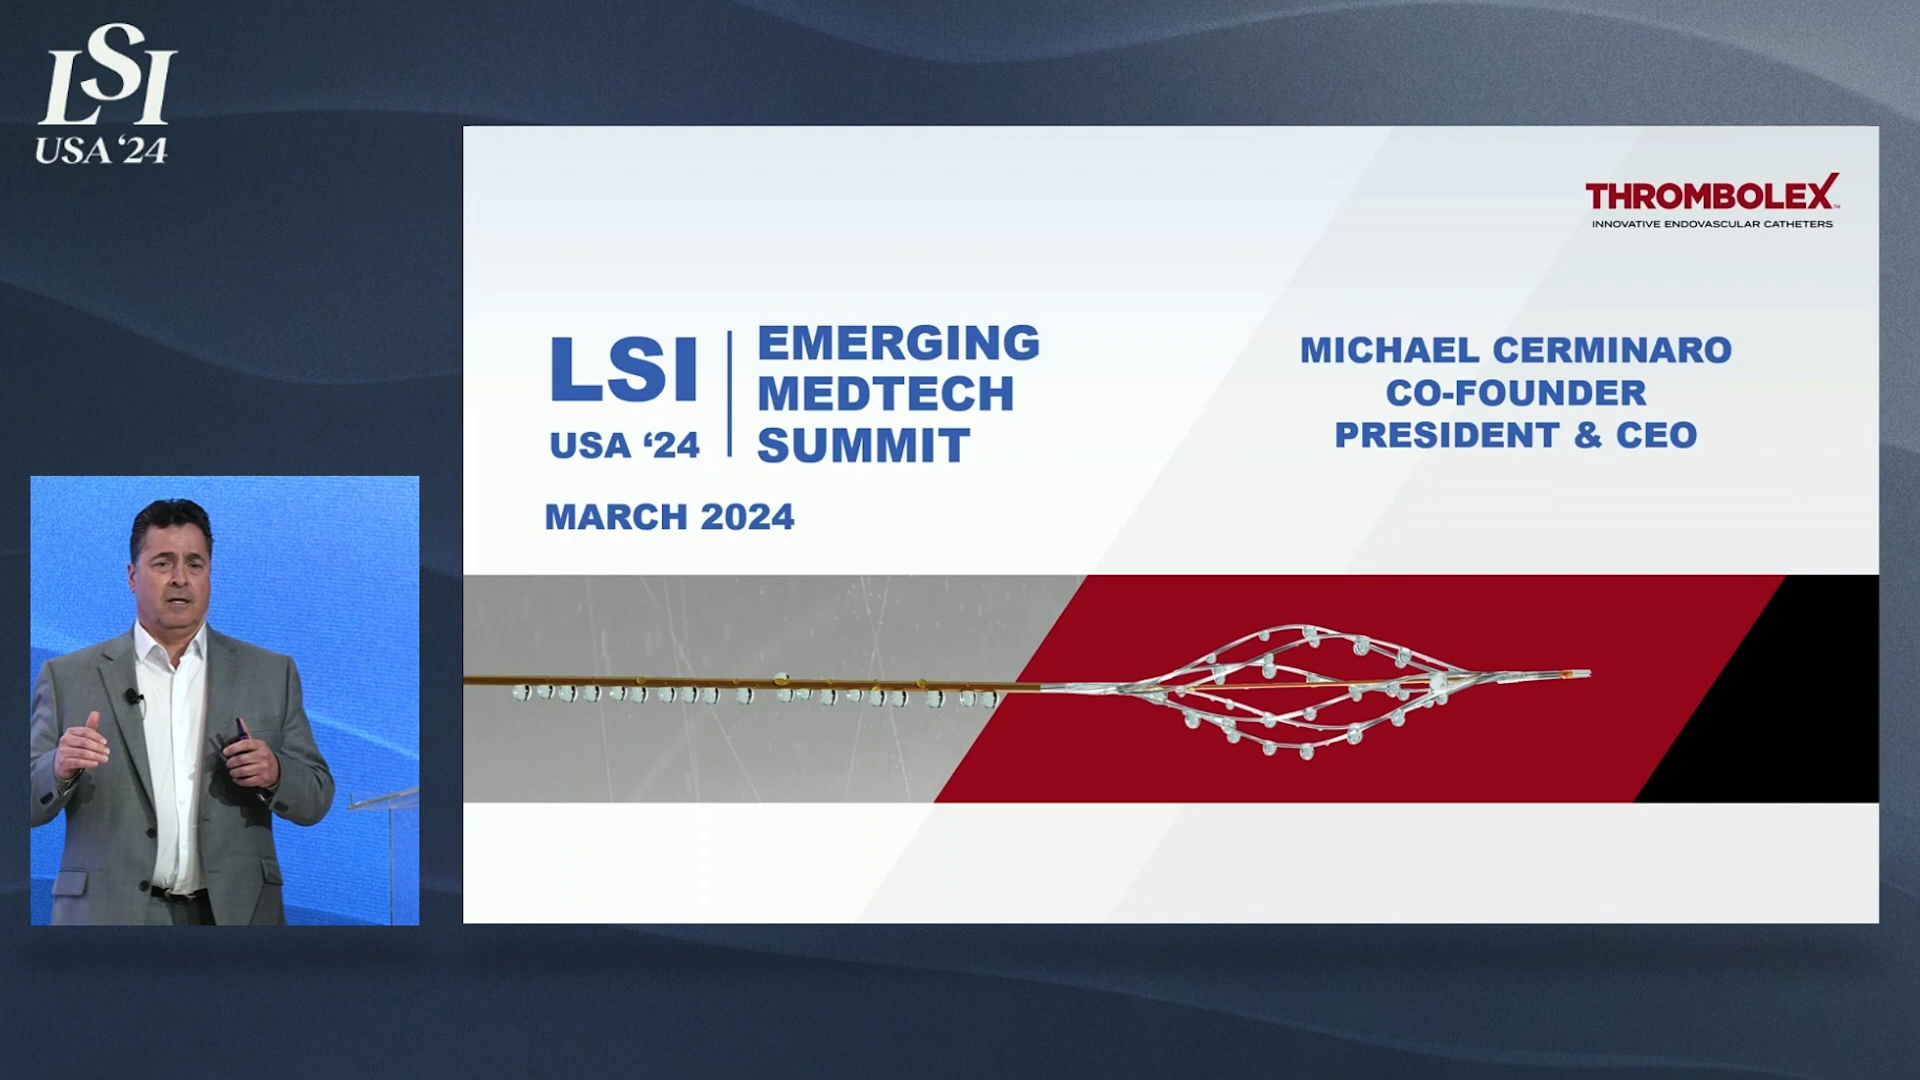 LSI
USA ‘24
THROMBOLEX™
INNOVATIVE ENDOVASCULAR CATHETERS
LSI
USA ‘24
EMERGING
MEDTECH
SUMMIT
MARCH 2024
MICHAEL CERMINARO
CO-FOUNDER
PRESIDENT & CEO